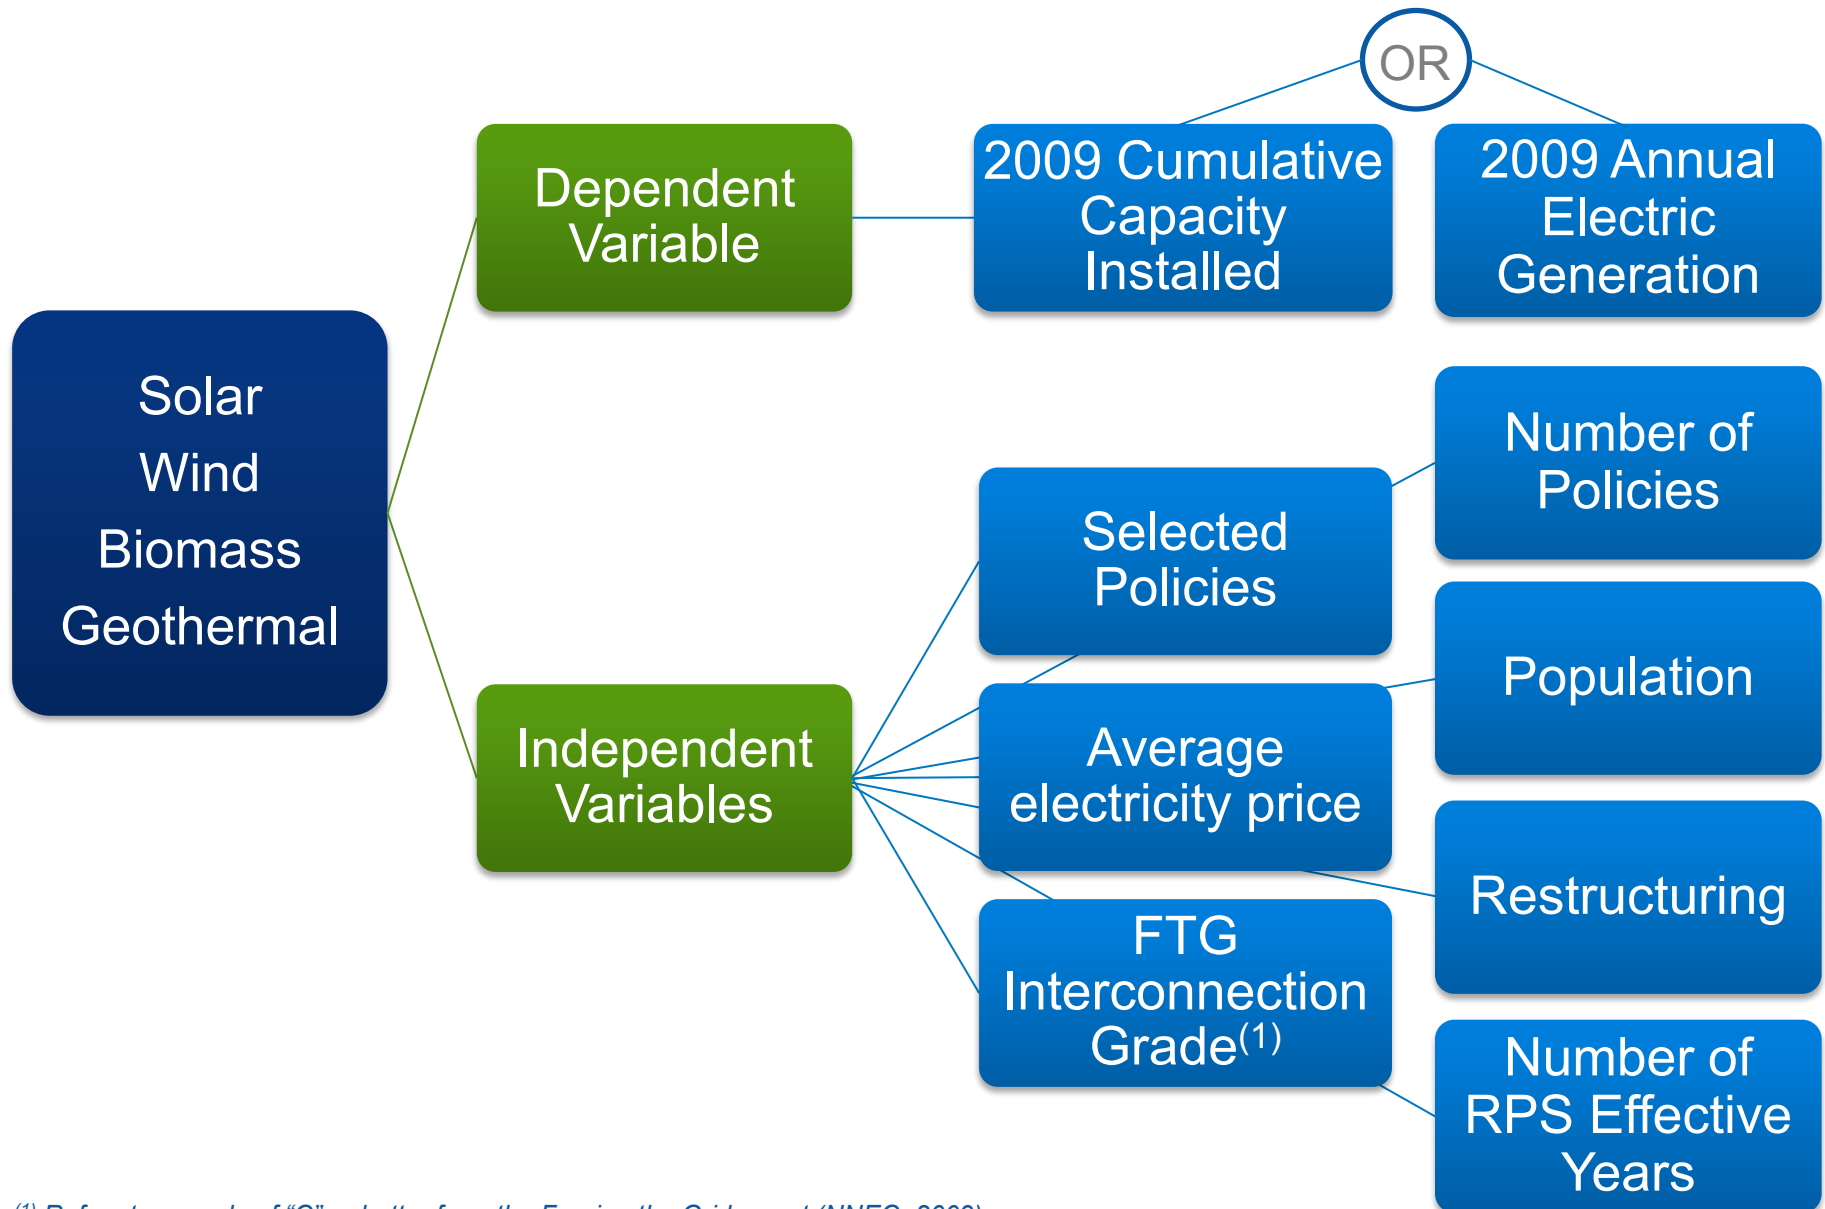 OR
Dependent
Variable
2009 Cumulative
Capacity
Installed
2009 Annual
Electric
Generation
Solar
Wind
Biomass
Geothermal
Independent
Variables
Selected
Policies
Number of
Policies
Average
electricity price
Population
FTG
Interconnection
Grade(1)
Restructuring
Number of
RPS Effective
Years